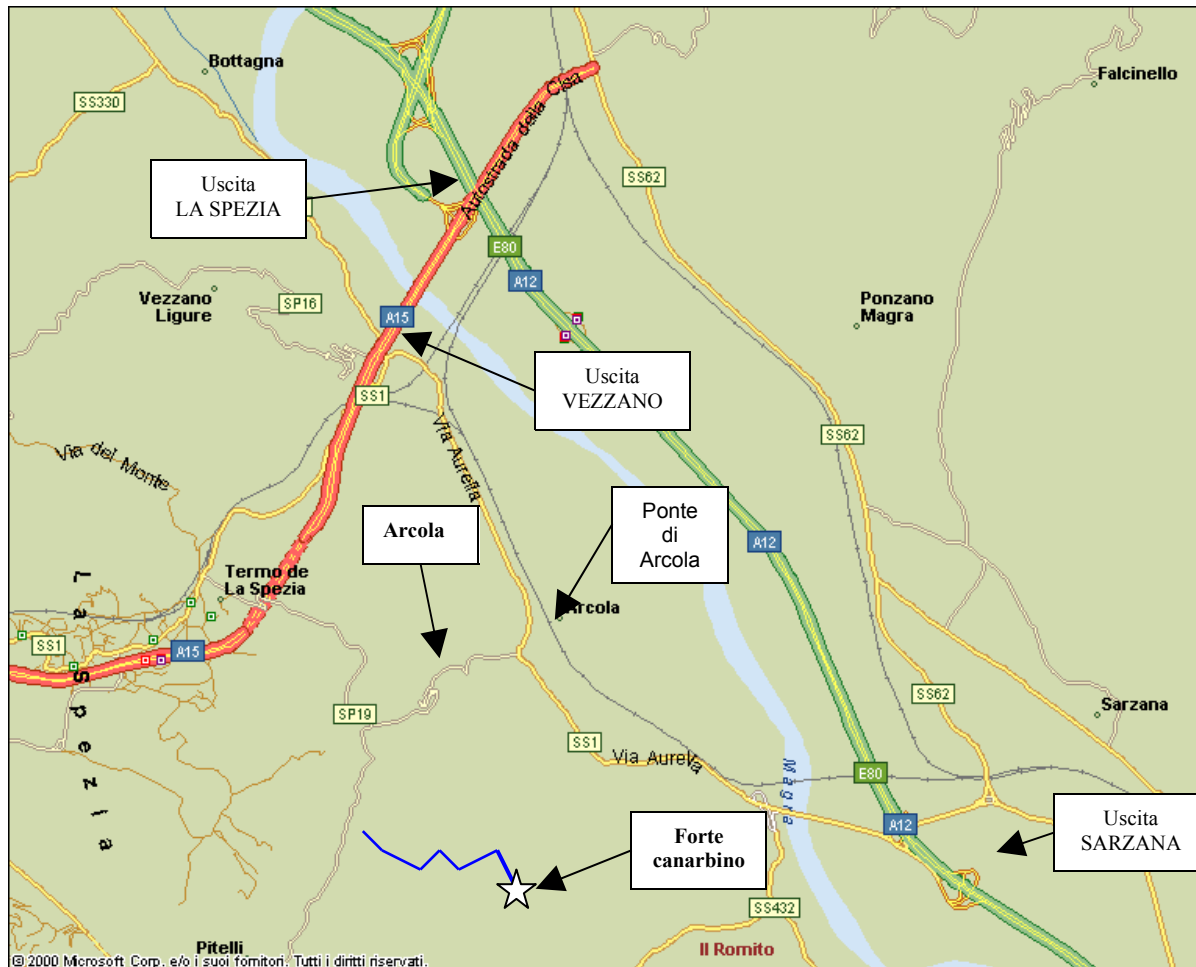 Bottagna
Falcinello
SS330
Autostrada della Cisa
Uscita
LA SPEZIA
SS62
E80
A12
Vezzano
Ligure
SP16
A15
Ponzano
Magra
Uscita
VEZZANO
SS1
Via Aurelia
SS62
Via del Monte
Arcola
Ponte
di
Arcola
A12
Termo de
La Spezia
Arcola
La Spezia
SS1
A15
SS62
Sarzana
SP19
SS1
Via Aurelia
Magra
E80
A12
Uscita
SARZANA
Forte
canarbino
SS432
Pitelli
Il Romito
© 2000 Microsoft Corp. e/o i suoi fornitori. Tutti i diritti riservati.